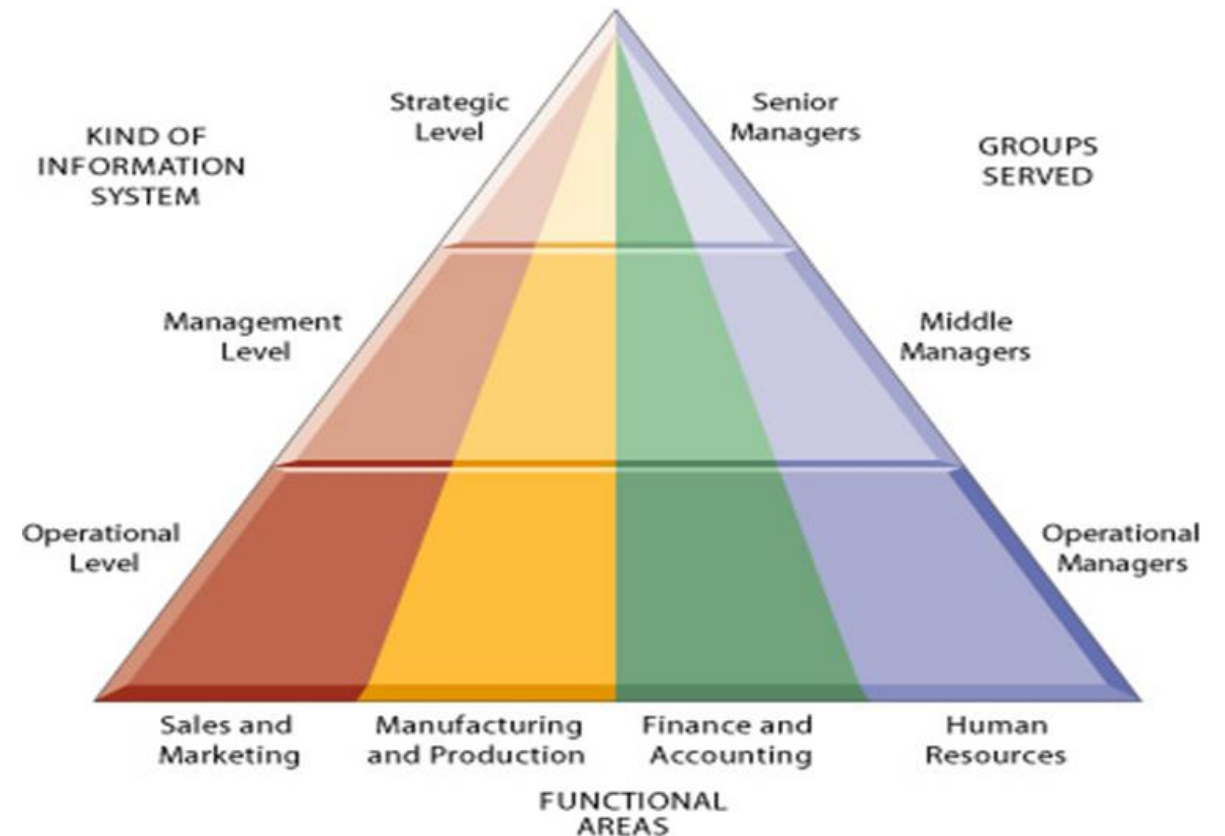 Strategic
Level
Senior
Managers
KIND OF
INFORMATION
SYSTEM
GROUPS
SERVED
Management
Level
Middle
Managers
Operational
Level
Operational
Managers
Sales and
Marketing
Manufacturing
and Production
Finance and
Accounting
Human
Resources
FUNCTIONAL
AREAS